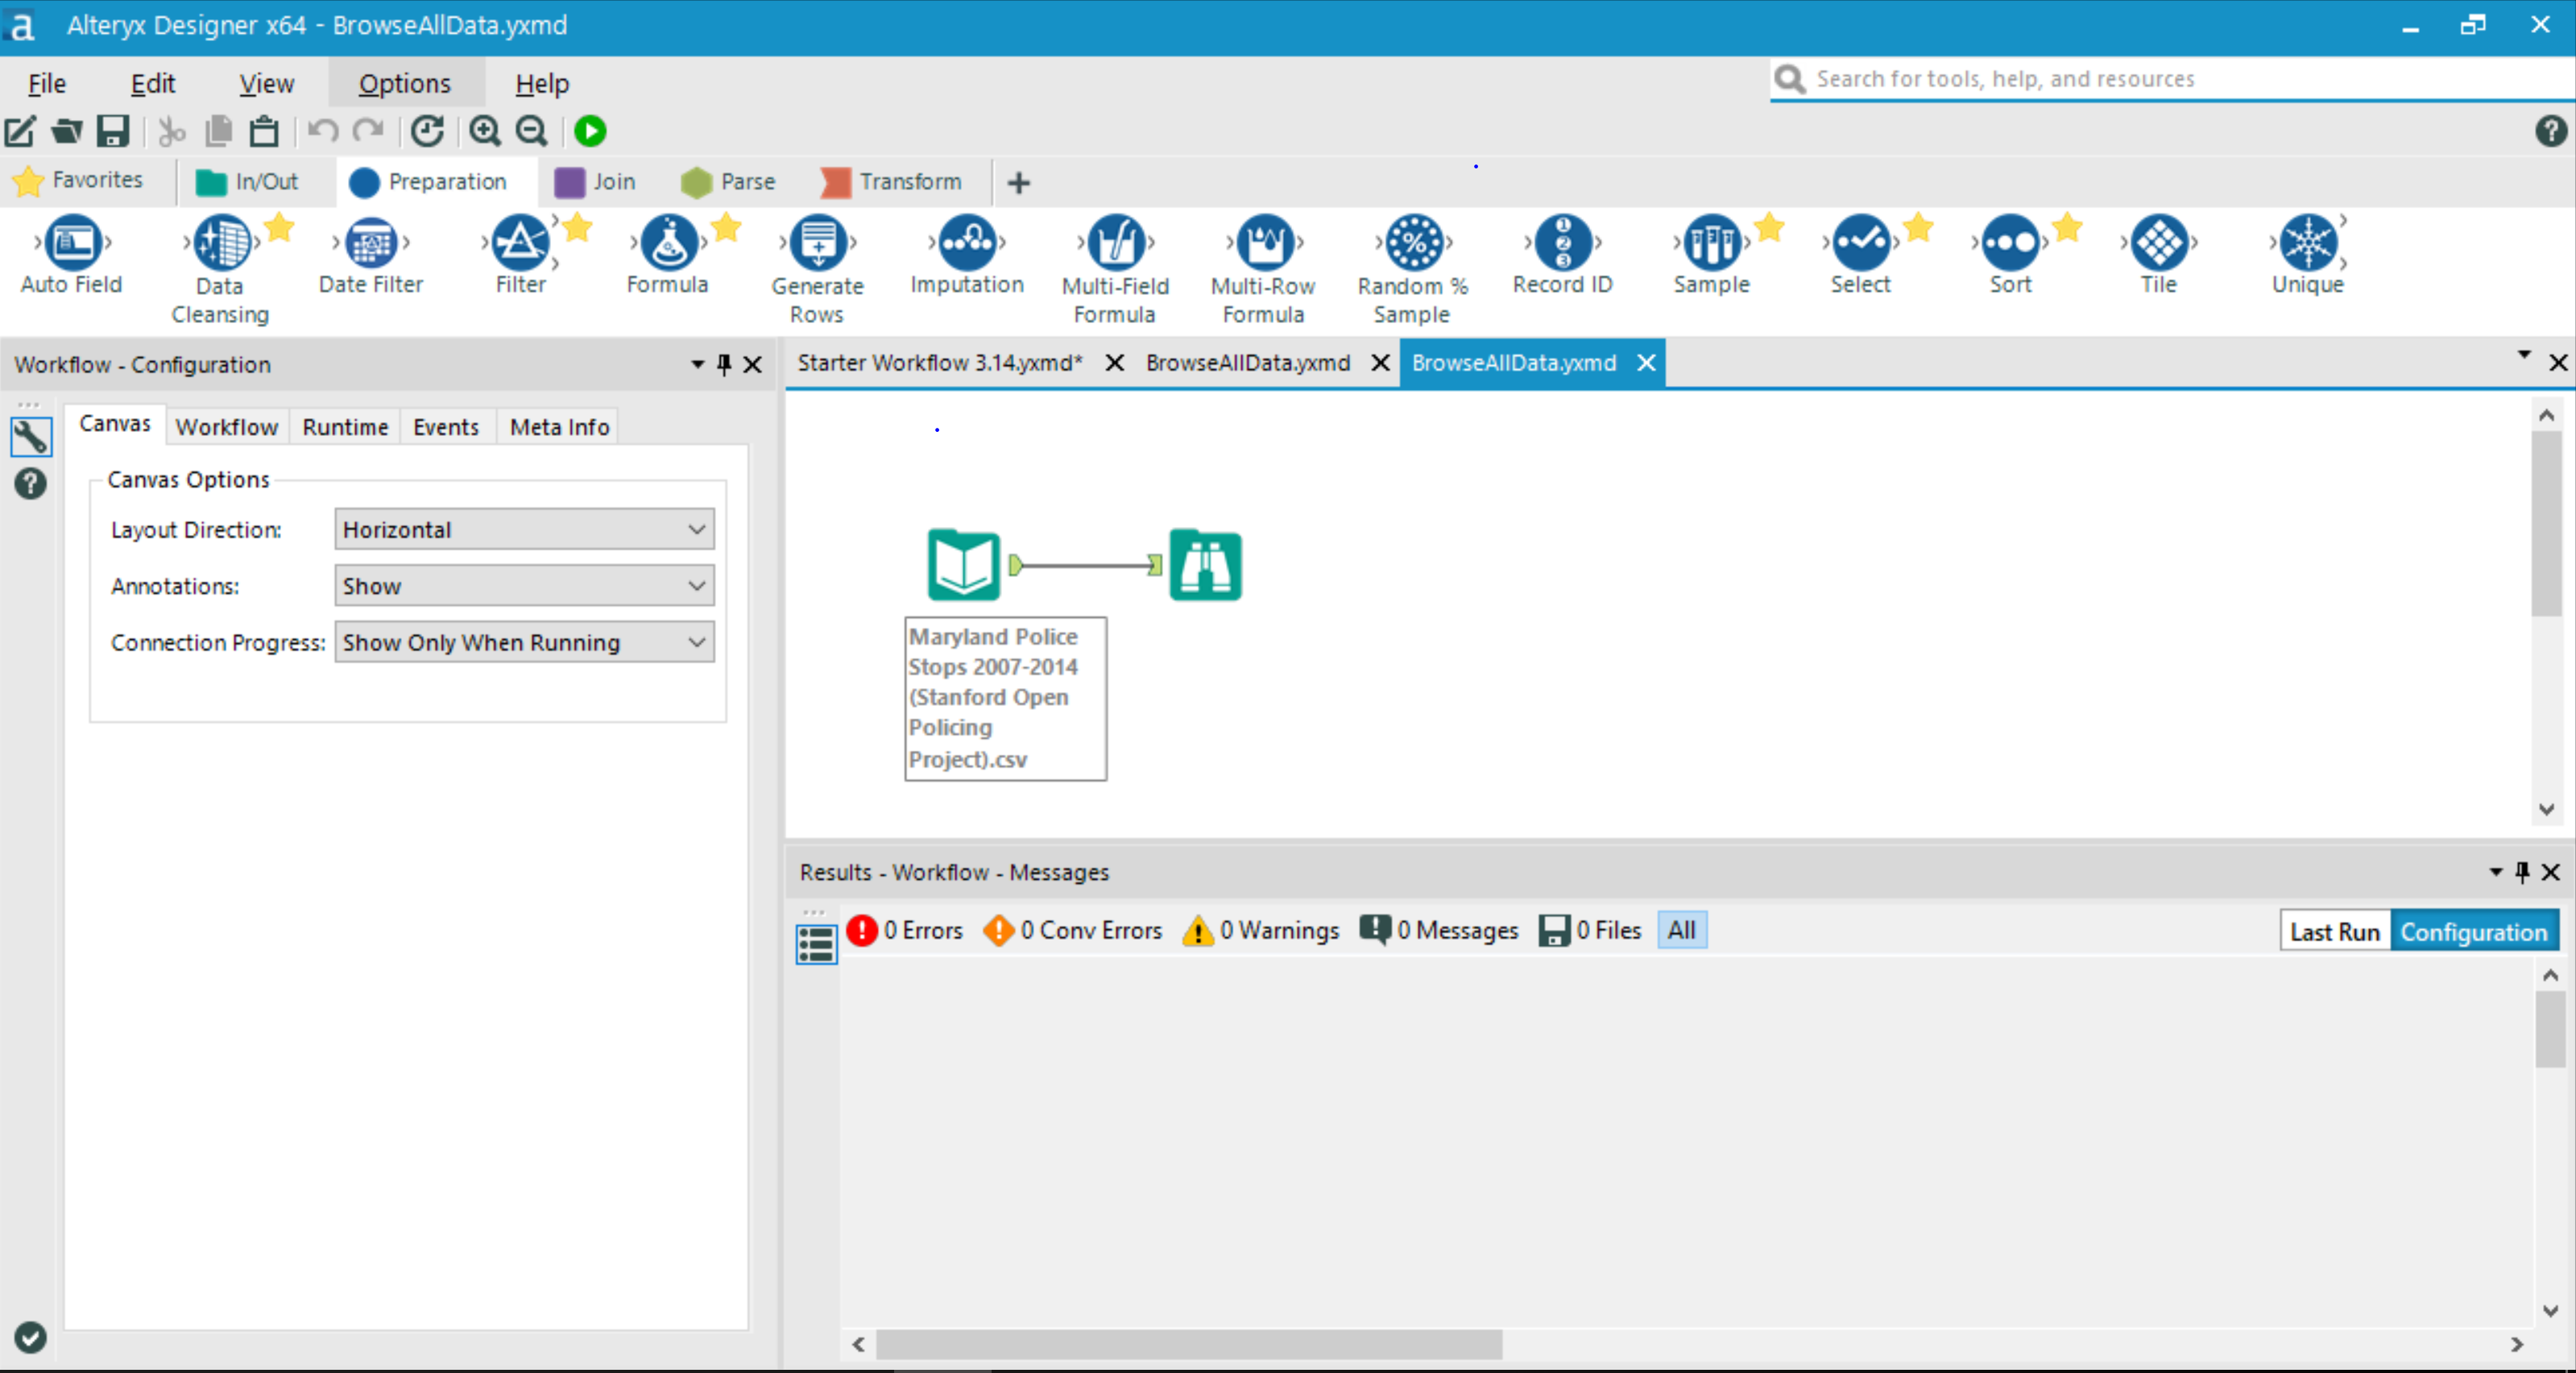 a Alteryx Designer x64 - BrowseAllData.yxmd
File Edit View Options Help
Search for tools, help, and resources
Favorites In/Out Preparation Join Parse Transform
Auto Field
Data
Cleansing
Date Filter
Filter
Formula
Generate
Rows
Imputation
Multi-Field
Formula
Multi-Row
Formula
Random %
Sample
Record ID
Sample
Select
Sort
Tile
Unique
Workflow - Configuration
Starter Workflow 3.14.yxmd* BrowseAllData.yxmd BrowseAllData.yxmd
Canvas Workflow Runtime Events Meta Info
Canvas Options
Layout Direction: Horizontal
Annotations: Show
Connection Progress: Show Only When Running
Maryland Police
Stops 2007-2014
(Stanford Open
Policing
Project).csv
Results - Workflow - Messages
0 Errors 0 Conv Errors 0 Warnings 0 Messages 0 Files All
Last Run Configuration